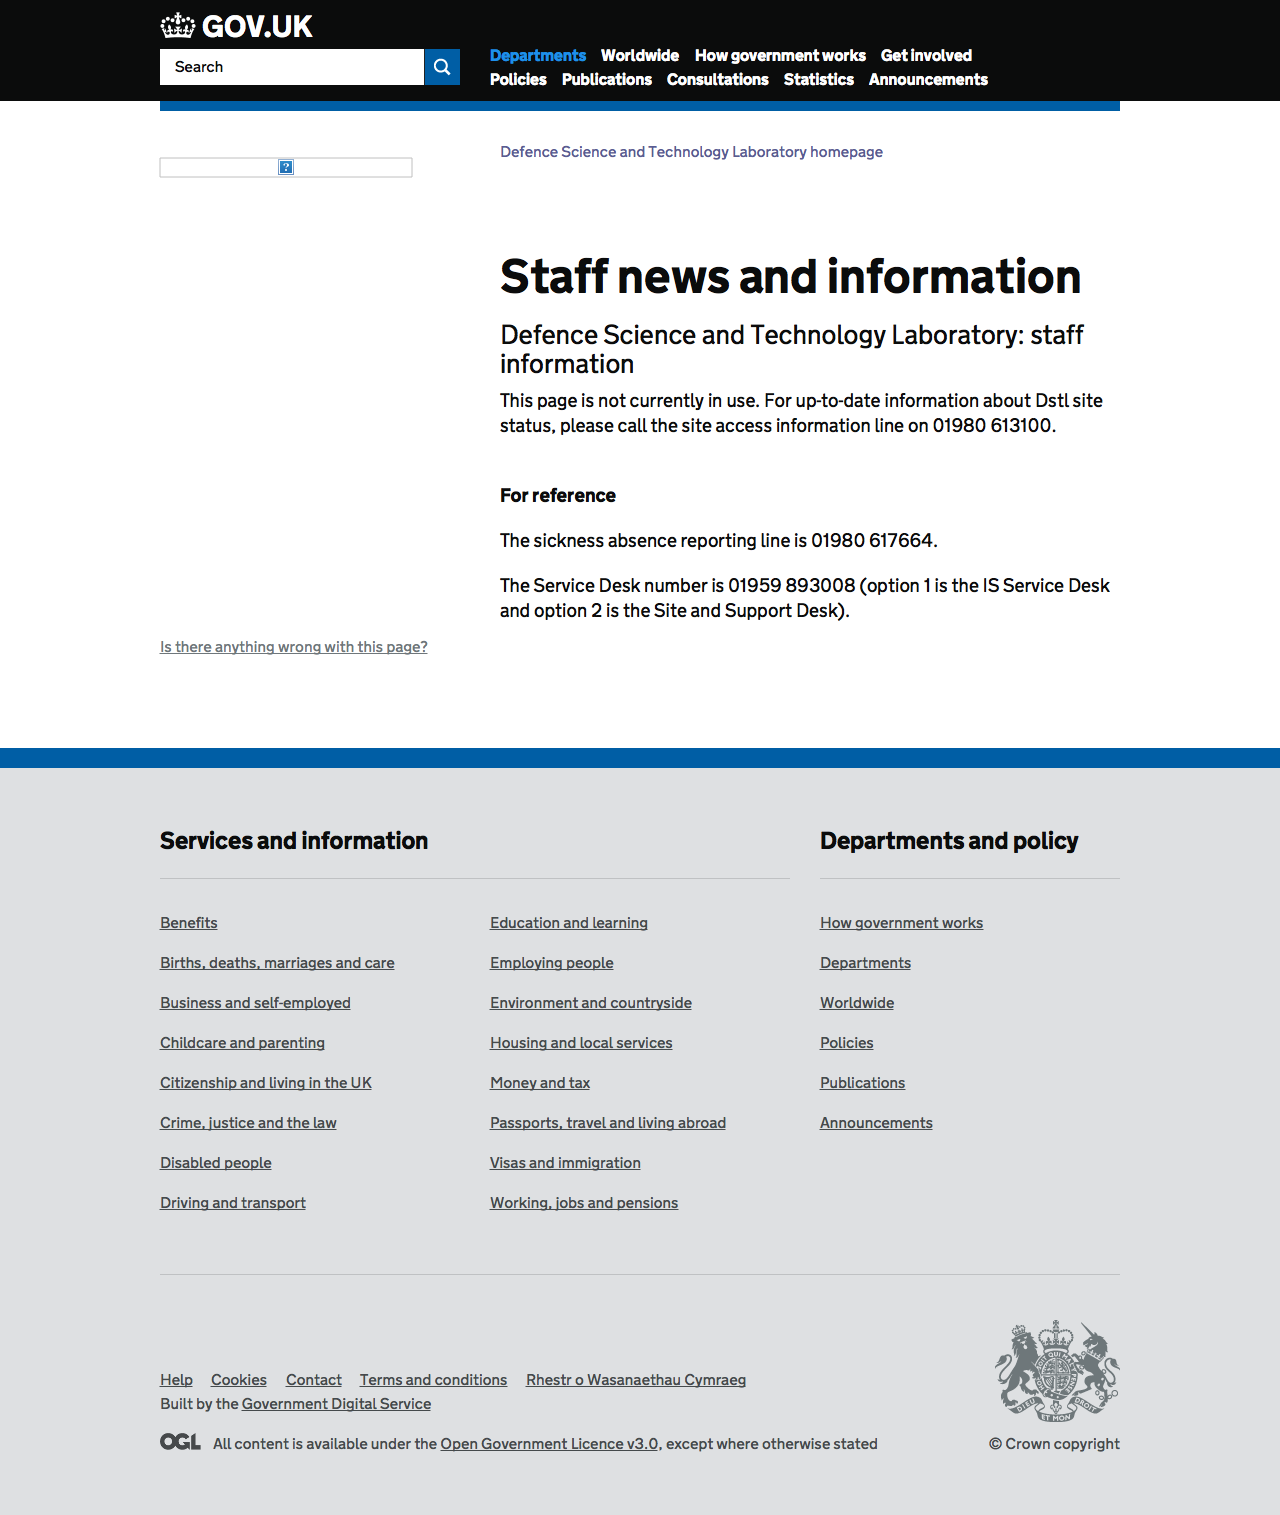 GOV.UK
Search
Departments Worldwide How government works Get involved
Policies Publications Consultations Statistics Announcements
Defence Science and Technology Laboratory homepage
Staff news and information
Defence Science and Technology Laboratory: staff
information
This page is not currently in use. For up-to-date information about Dstl site
status, please call the site access information line on 01980 613100.
For reference
The sickness absence reporting line is 01980 617664.
The Service Desk number is 01959 893008 (option 1 is the IS Service Desk
and option 2 is the Site and Support Desk).
Is there anything wrong with this page?
Services and information
Benefits
Births, deaths, marriages and care
Business and self-employed
Childcare and parenting
Citizenship and living in the UK
Crime, justice and the law
Disabled people
Driving and transport
Education and learning
Employing people
Environment and countryside
Housing and local services
Money and tax
Passports, travel and living abroad
Visas and immigration
Working, jobs and pensions
Departments and policy
How government works
Departments
Worldwide
Policies
Publications
Announcements
Help Cookies Contact Terms and conditions Rhestr o Wasanaethau Cymraeg
Built by the Government Digital Service
OGL All content is available under the Open Government Licence v3.0, except where otherwise stated
DIEU ET MON DROIT
© Crown copyright